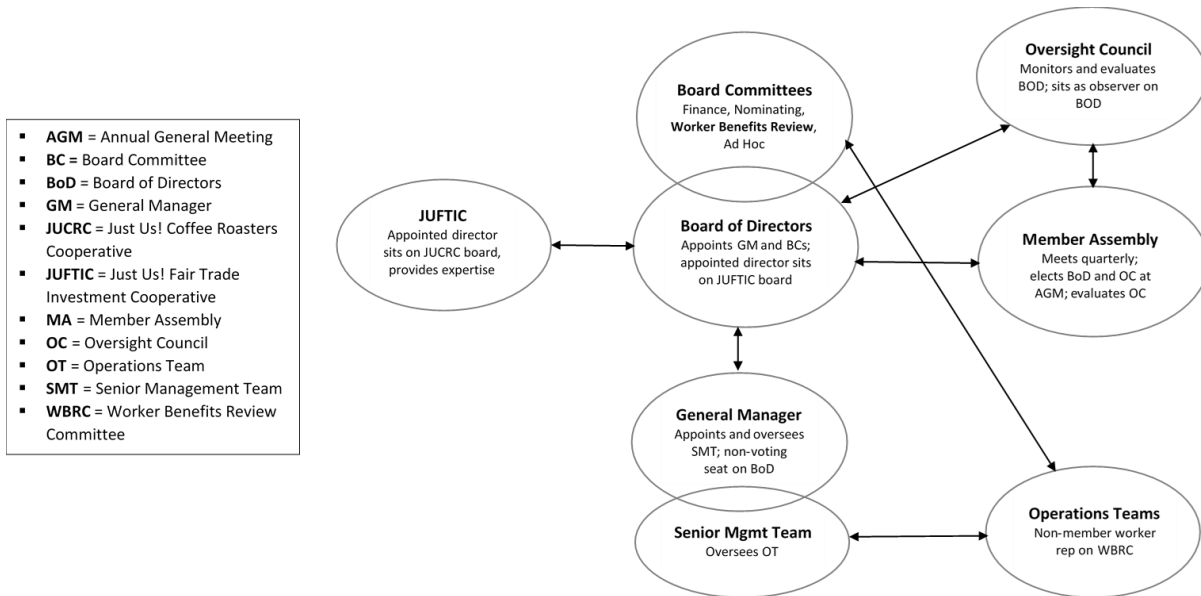 ▪ AGM = Annual General Meeting
▪ BC = Board Committee
▪ BoD = Board of Directors
▪ GM = General Manager
▪ JUCRC = Just Us! Coffee Roasters
Cooperative
▪ JUFTIC = Just Us! Fair Trade
Investment Cooperative
▪ MA = Member Assembly
▪ OC = Oversight Council
▪ OT = Operations Team
▪ SMT = Senior Management Team
▪ WBRC = Worker Benefits Review
Committee
JUFTIC
Appointed director
sits on JUCRC board,
provides expertise
Board Committees
Finance, Nominating,
Worker Benefits Review,
Ad Hoc
Board of Directors
Appoints GM and BCs;
appointed director sits
on JUFTIC board
General Manager
Appoints and oversees
SMT; non-voting
seat on BoD
Senior Mgmt Team
Oversees OT
Oversight Council
Monitors and evaluates
BOD; sits as observer on
BOD
Member Assembly
Meets quarterly;
elects BoD and OC at
AGM; evaluates OC
Operations Teams
Non-member worker
rep on WBRC